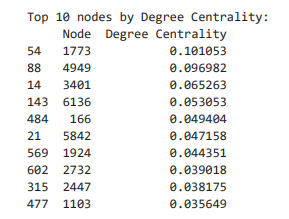 Top 10 nodes by Degree Centrality:
Node Degree Centrality
54 1773 0.101053
88 4949 0.096982
14 3401 0.065263
143 6136 0.053053
484 166 0.049404
21 5842 0.047158
569 1924 0.044351
602 2732 0.039018
315 2447 0.038175
477 1103 0.035649